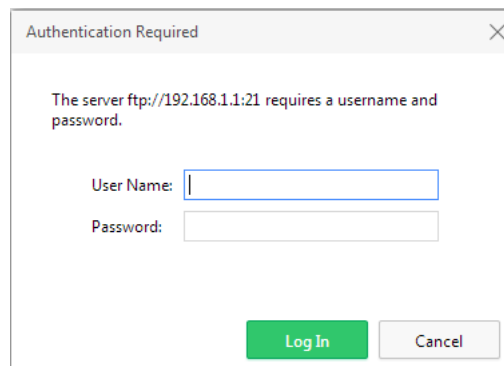 Authentication Required
The server ftp://192.168.1.1:21 requires a username and
password.
User Name:
Password:
Log In
Cancel